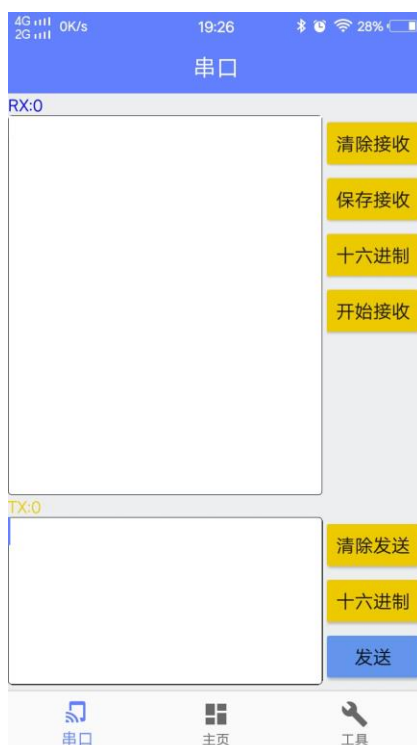 4G 0K/s 19:26 28%
2G
串口
RX:0
清除接收
保存接收
十六进制
开始接收
TX:0
清除发送
十六进制
发送
串口 主页 工具